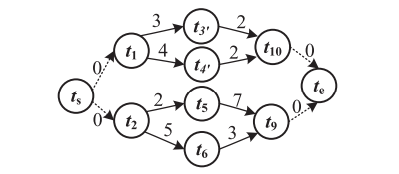 3 t3' 2
0 t1 4 t4' 2 t10 0
ts te
0 t2 2 t5 7 t9 0
5 t6 3